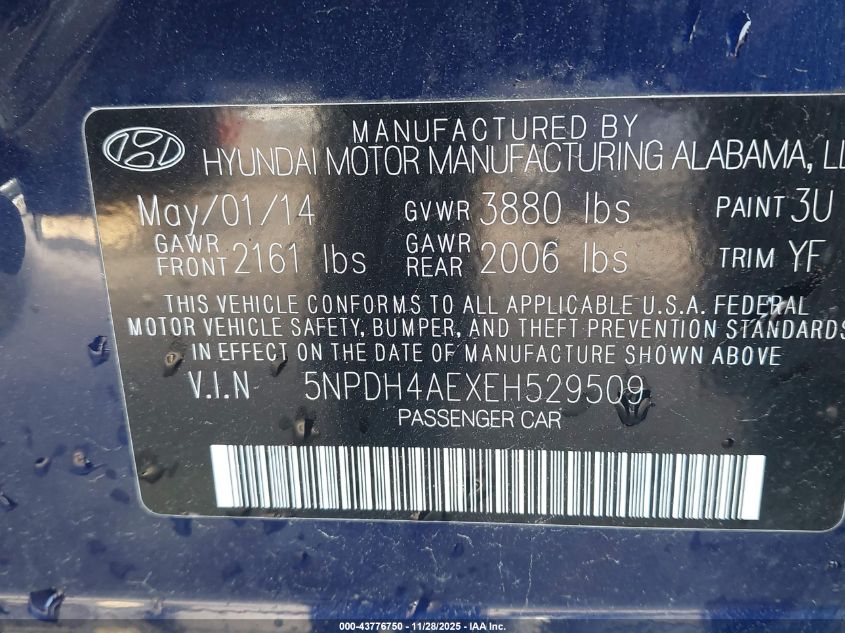 MANUFACTURED BY
HYUNDAI MOTOR MANUFACTURING ALABAMA,
May/01/14 GVWR 3880 lbs PAINT 3U
GAWR FRONT 2161 lbs GAWR REAR 2006 lbs TRIM YF
THIS VEHICLE CONFORMS TO ALL APPLICABLE U.S.A. FEDERAL
MOTOR VEHICLE SAFETY, BUMPER, AND THEFT PREVENTION STANDARDS
IN EFFECT ON THE DATE OF MANUFACTURE SHOWN ABOVE
V.I.N 5NPDH4AEXEH529509
PASSENGER CAR
000-43776750 - 11/28/2025 - IAA Inc.